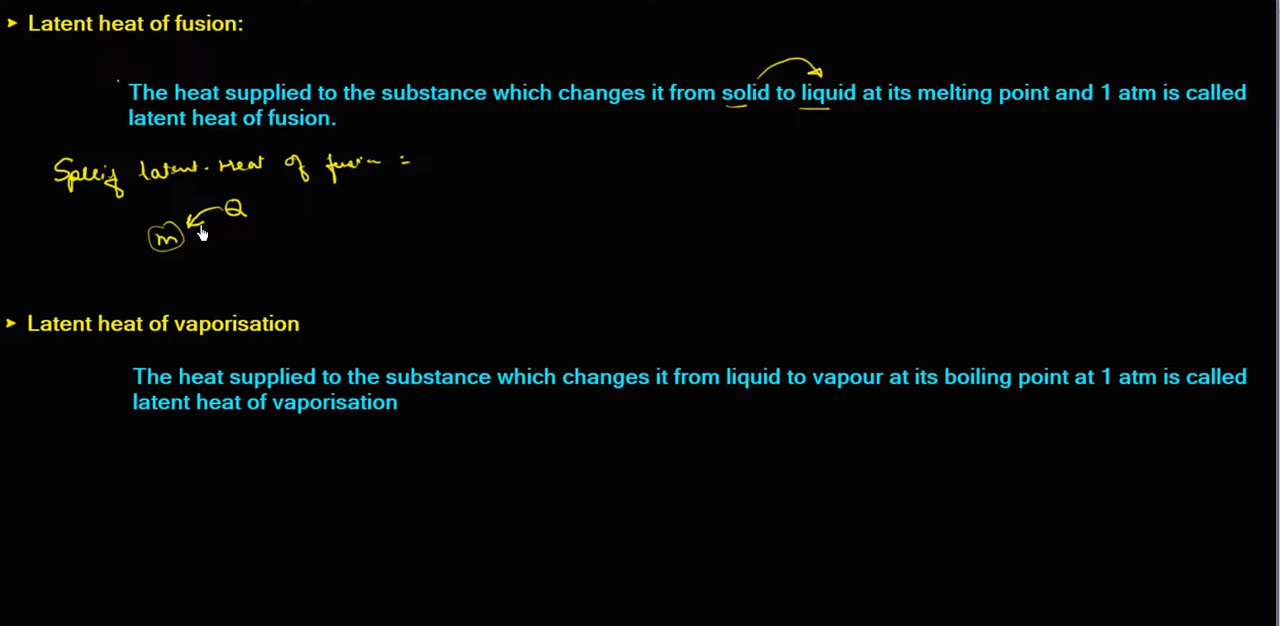 ➤ Latent heat of fusion:
The heat supplied to the substance which changes it from solid to liquid at its melting point and 1 atm is called
latent heat of fusion.
latent. Heat of fusion =
Q
m
➤ Latent heat of vaporisation
The heat supplied to the substance which changes it from liquid to vapour at its boiling point at 1 atm is called
latent heat of vaporisation